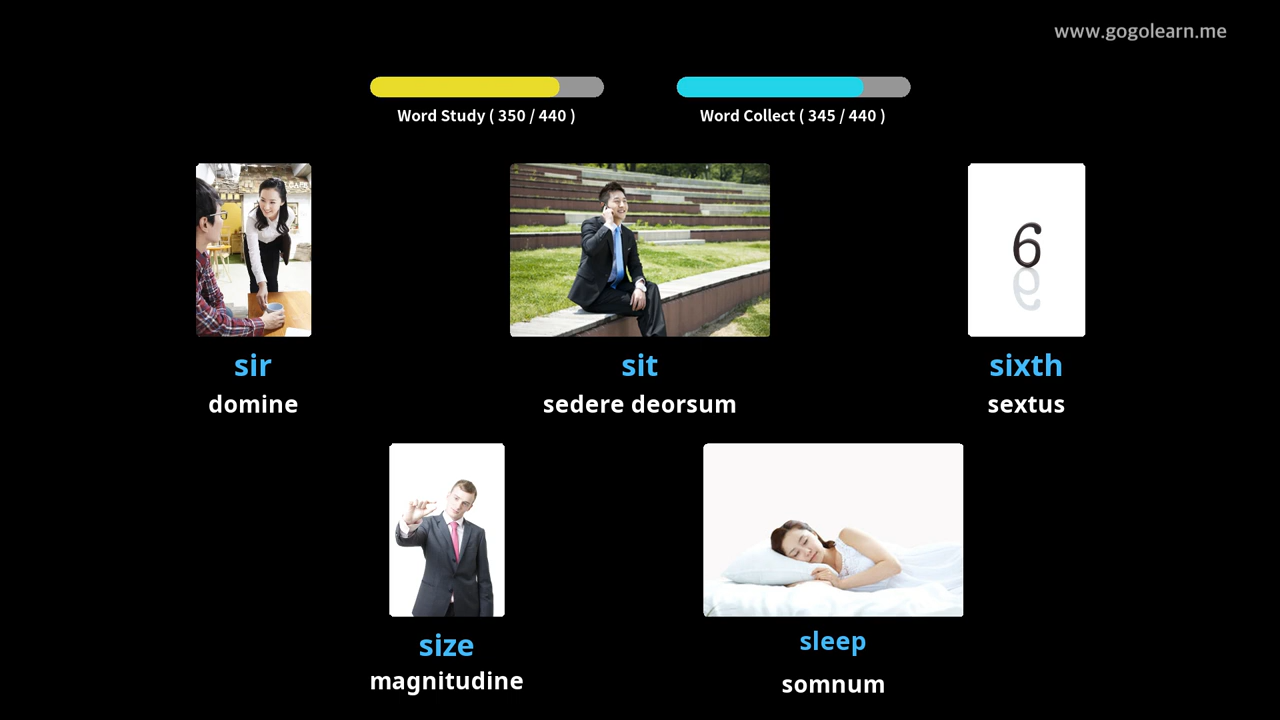 www.gogolearn.me
Word Study ( 350 / 440 )
Word Collect ( 345 / 440 )
6
sir
sit
sixth
domine
sedere deorsum
sextus
size
sleep
magnitudine
somnum